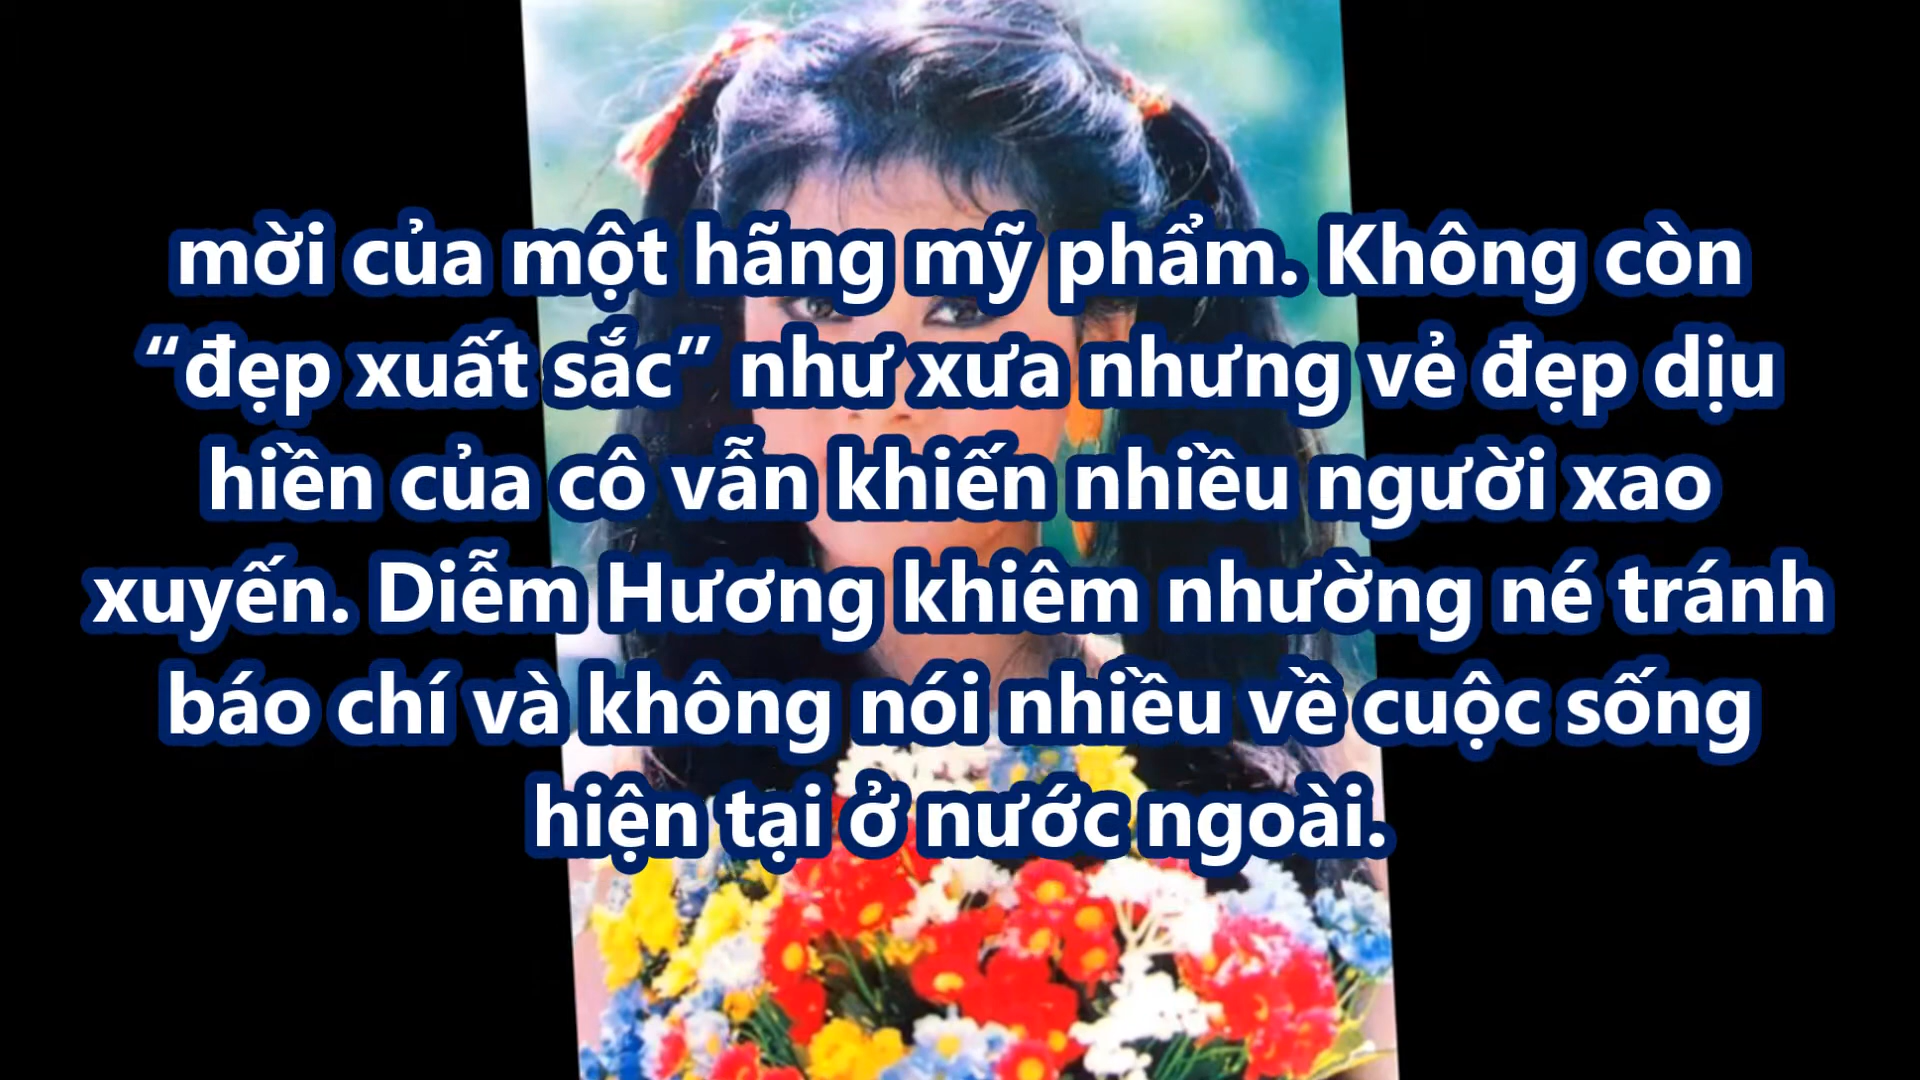 mời của một hãng mỹ phẩm. Không còn
“đẹp xuất sắc” như xưa nhưng vẻ đẹp dịu
hiền của cô vẫn khiến nhiều người xao
xuyến. Diễm Hương khiêm nhường né tránh
báo chí và không nói nhiều về cuộc sống
hiện tại ở nước ngoài.